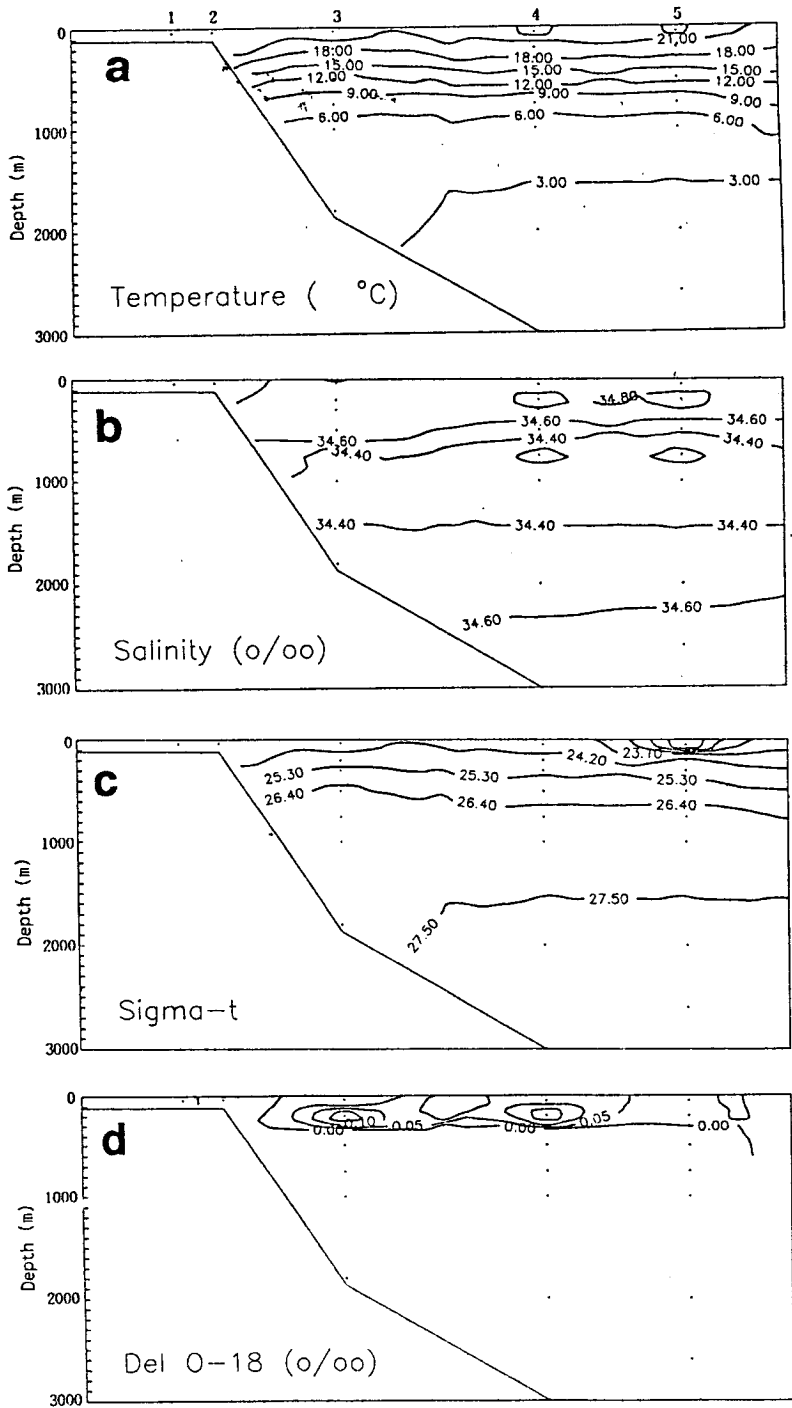 1 2 3 4 5
a
0
1000
2000
3000
Depth (m)
21.00
18.00 18.00 18.00
15.00 15.00 15.00
12.00 12.00 12.00
9.00 9.00 9.00
6.00 6.00 6.00
3.00 3.00
Temperature ( °C)
b
0
1000
2000
3000
Depth (m)
34.80
34.60 34.60 34.60
34.40 34.40 34.40
34.40 34.40 34.40
34.60 34.60
Salinity (o/oo)
c
0
1000
2000
3000
Depth (m)
24.20 23.10
25.30 25.30 25.30
26.40 26.40 26.40
27.50 27.50
Sigma-t
d
0
1000
2000
3000
Depth (m)
0.00 0.10 0.05 0.00 0.05 0.00
Del O-18 (o/oo)